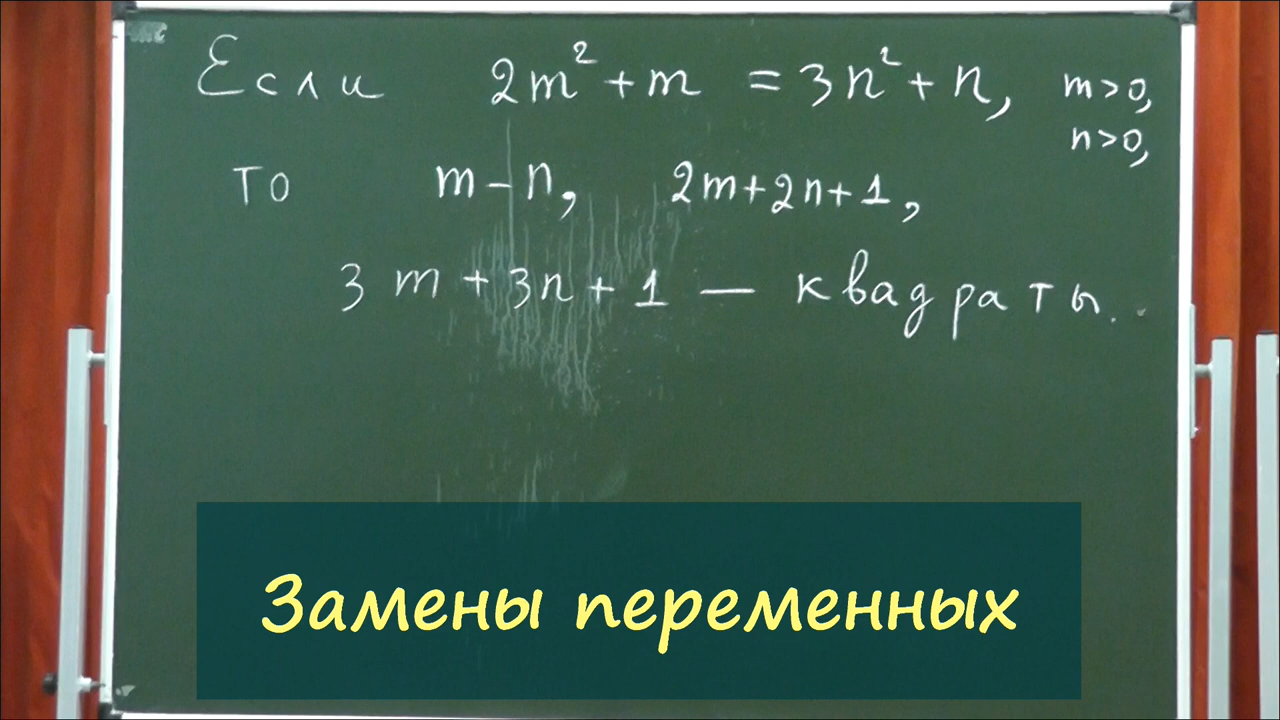 Если 2m² + m = 3n² + n, m>0,
n>0,
то m – n, 2m+2n+1,
3m+3n+1 — квадраты.
Замены переменных